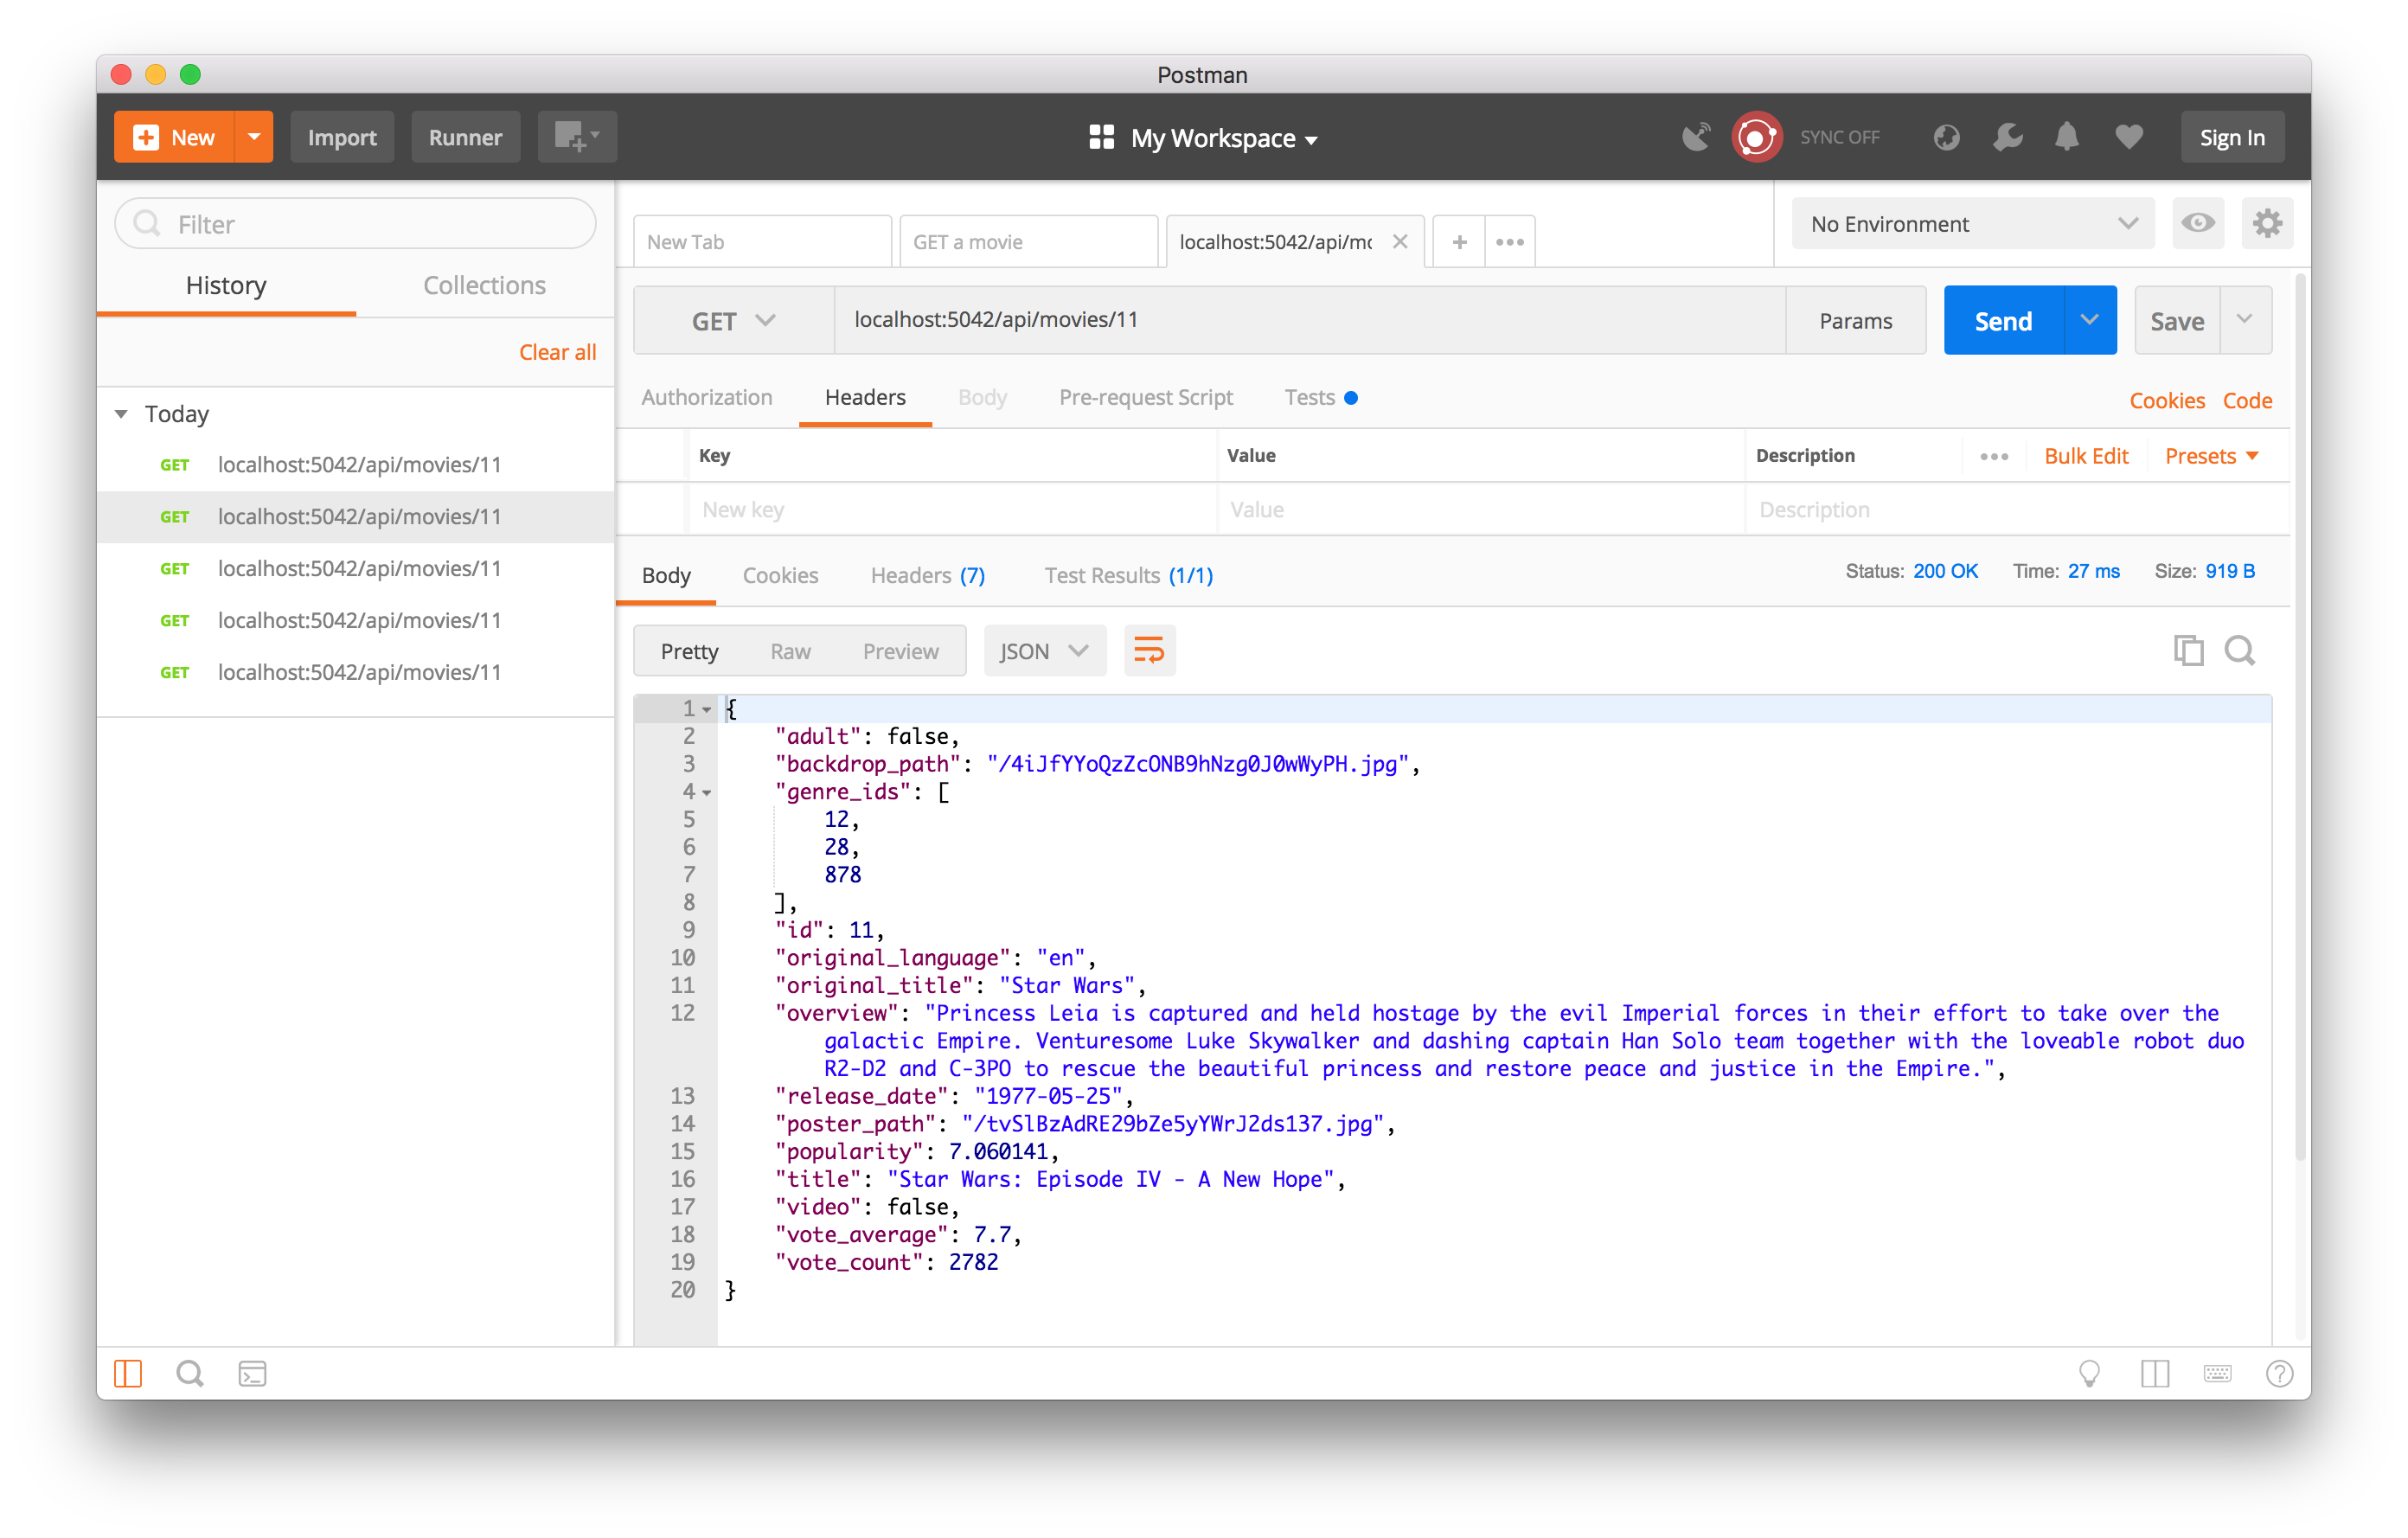 Postman
New Import Runner My Workspace SYNC OFF Sign In
Filter
History Collections
Clear all
Today
GET localhost:5042/api/movies/11
GET localhost:5042/api/movies/11
GET localhost:5042/api/movies/11
GET localhost:5042/api/movies/11
GET localhost:5042/api/movies/11
New Tab GET a movie localhost:5042/api/mc No Environment
GET localhost:5042/api/movies/11 Params Send Save
Authorization Headers Body Pre-request Script Tests Cookies Code
Key Value Description Bulk Edit Presets
New key Value Description
Body Cookies Headers (7) Test Results (1/1) Status: 200 OK Time: 27 ms Size: 919 B
Pretty Raw Preview JSON
1 {
2 "adult": false,
3 "backdrop_path": "/4iJfYYoQzZcONB9hNzg0J0wWyPH.jpg",
4 "genre_ids": [
5 12,
6 28,
7 878
8 ],
9 "id": 11,
10 "original_language": "en",
11 "original_title": "Star Wars",
12 "overview": "Princess Leia is captured and held hostage by the evil Imperial forces in their effort to take over the
galactic Empire. Venturesome Luke Skywalker and dashing captain Han Solo team together with the loveable robot duo
R2-D2 and C-3PO to rescue the beautiful princess and restore peace and justice in the Empire.",
13 "release_date": "1977-05-25",
14 "poster_path": "/tvSlBzAdRE29bZe5yYWrJ2ds137.jpg",
15 "popularity": 7.060141,
16 "title": "Star Wars: Episode IV - A New Hope",
17 "video": false,
18 "vote_average": 7.7,
19 "vote_count": 2782
20 }